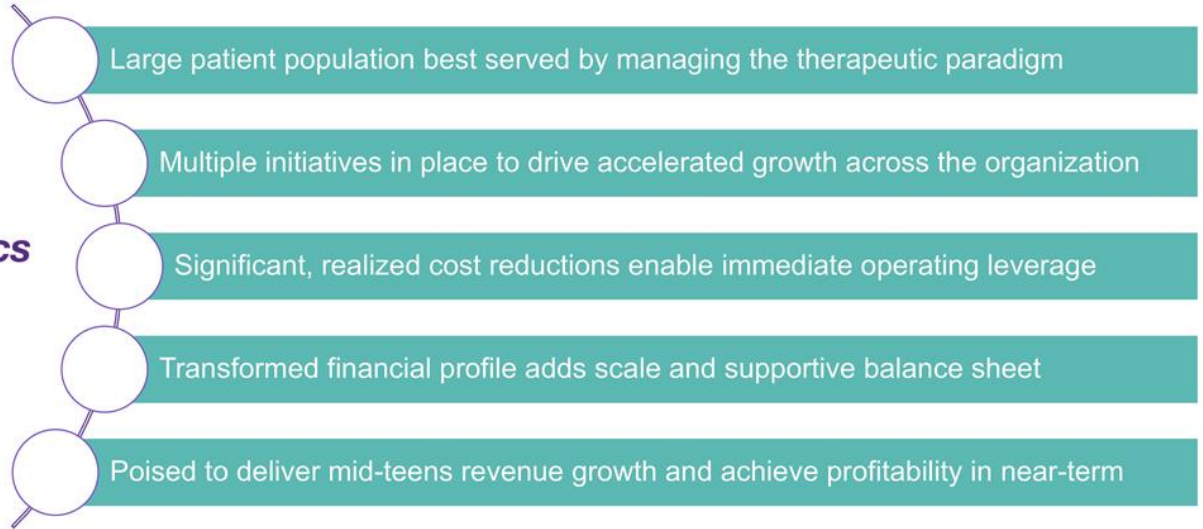 Large patient population best served by managing the therapeutic paradigm
Multiple initiatives in place to drive accelerated growth across the organization
cs
Significant, realized cost reductions enable immediate operating leverage
Transformed financial profile adds scale and supportive balance sheet
Poised to deliver mid-teens revenue growth and achieve profitability in near-term